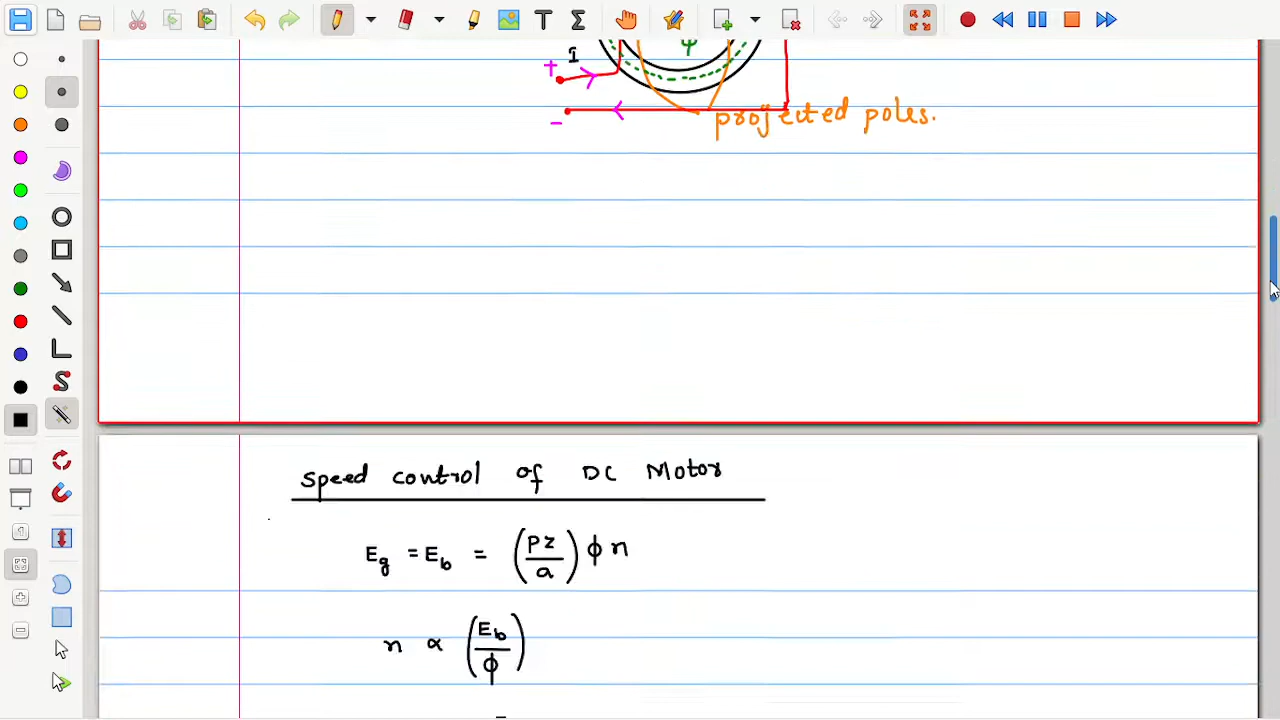 φ
I
+
-
projected poles.
Speed control of DC Motor
Eg = Eb = (PZ/a) φ n
n ∝ (Eb/φ)